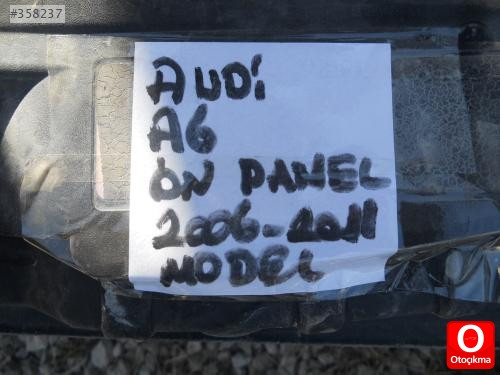 #358237
AUDİ
A6
ÖN PANEL
2006-2011
MODEL
Otoçıkma